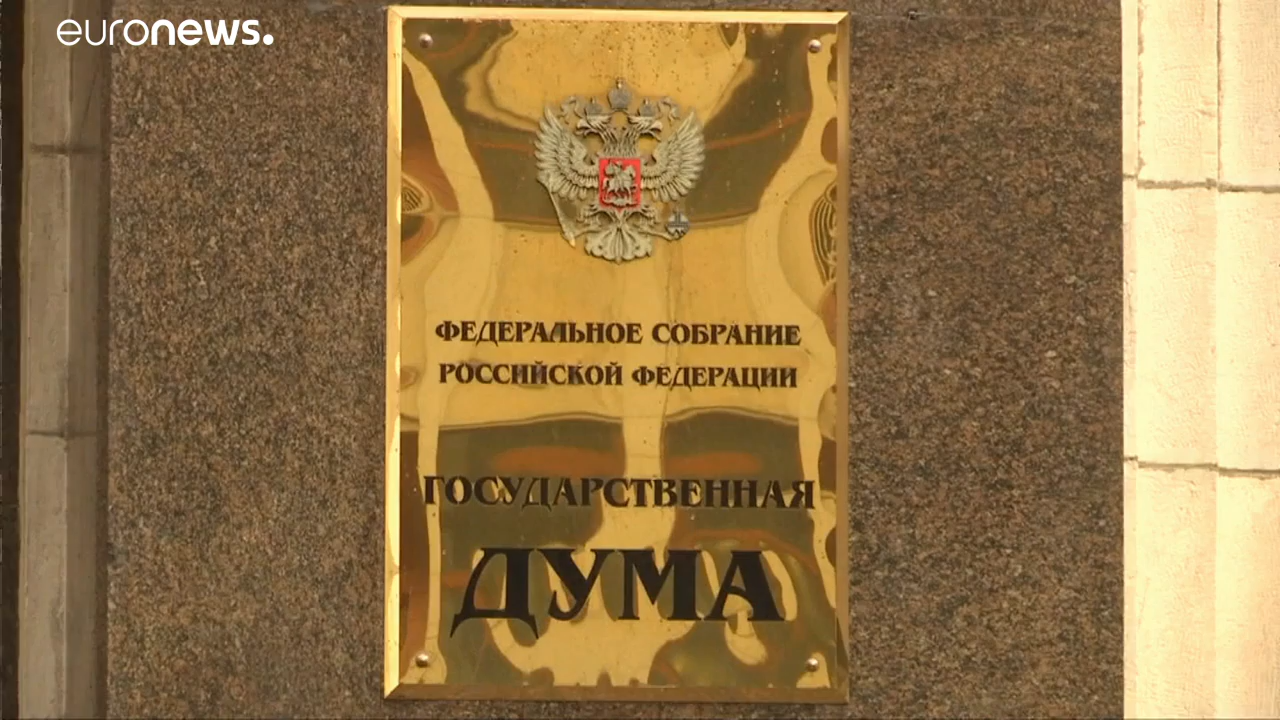 euronews.
ФЕДЕРАЛЬНОЕ СОБРАНИЕ
РОССИЙСКОЙ ФЕДЕРАЦИИ
ГОСУДАРСТВЕННАЯ
ДУМА